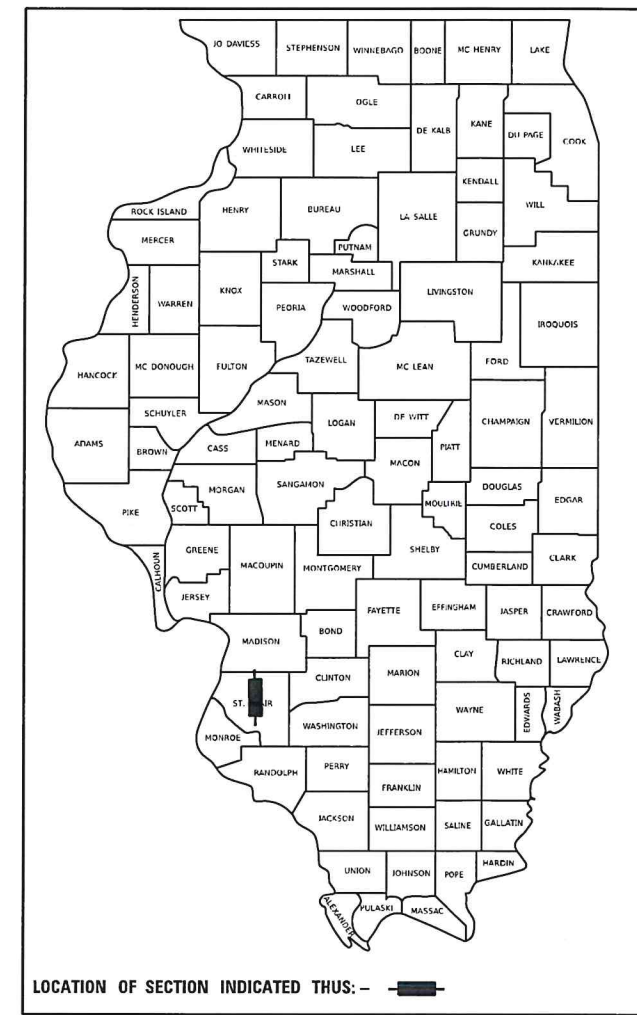 JO DAVIESS STEPHENSON WINNEBAGO BOONE MC HENRY LAKE
CARROLL OGLE DE KALB KANE DU PAGE COOK
WHITESIDE LEE
KENDALL WILL
ROCK ISLAND HENRY BUREAU LA SALLE GRUNDY
MERCER PUTNAM
STARK MARSHALL KANKAKEE
HENDERSON WARREN KNOX PEORIA WOODFORD LIVINGSTON IROQUOIS
HANCOCK MC DONOUGH FULTON TAZEWELL MC LEAN FORD
SCHUYLER MASON LOGAN DE WITT CHAMPAIGN VERMILION
ADAMS BROWN CASS MENARD PIATT
MACON
PIKE SCOTT MORGAN SANGAMON MOULTRIE DOUGLAS EDGAR
CHRISTIAN COLES
CALHOUN GREENE MACOUPIN MONTGOMERY SHELBY CUMBERLAND CLARK
JERSEY FAYETTE EFFINGHAM JASPER CRAWFORD
MADISON BOND
CLAY RICHLAND LAWRENCE
CLINTON MARION
ST. AIR WAYNE EDWARDS WABASH
MONROE WASHINGTON JEFFERSON
RANDOLPH PERRY HAMILTON WHITE
FRANKLIN
JACKSON WILLIAMSON SALINE GALLATIN
UNION JOHNSON POPE HARDIN
ALEXANDER PULASKI MASSAC
LOCATION OF SECTION INDICATED THUS: –